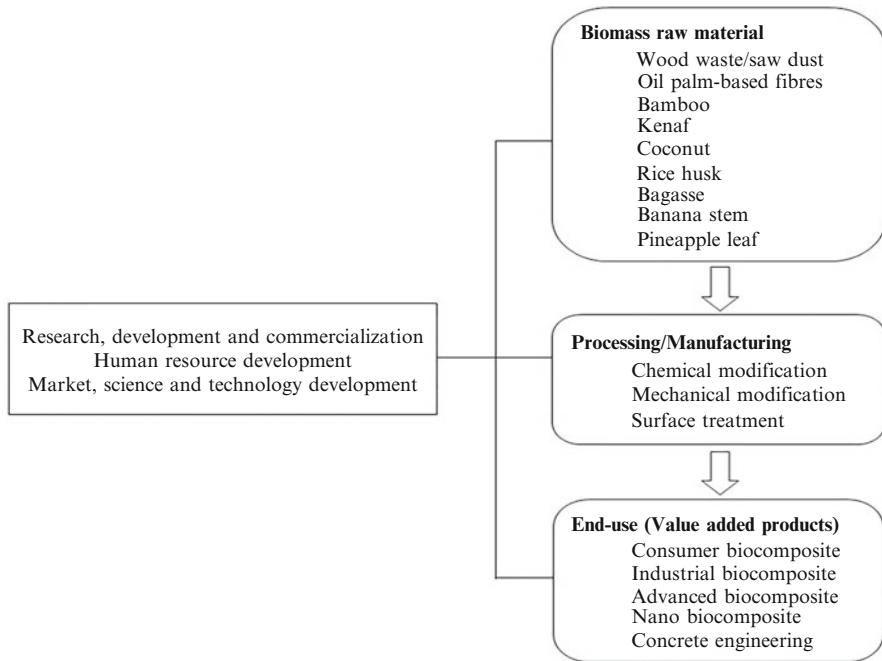 Biomass raw material
Wood waste/saw dust
Oil palm-based fibres
Bamboo
Kenaf
Coconut
Rice husk
Bagasse
Banana stem
Pineapple leaf
Research, development and commercialization
Human resource development
Market, science and technology development
Processing/Manufacturing
Chemical modification
Mechanical modification
Surface treatment
End-use (Value added products)
Consumer biocomposite
Industrial biocomposite
Advanced biocomposite
Nano biocomposite
Concrete engineering